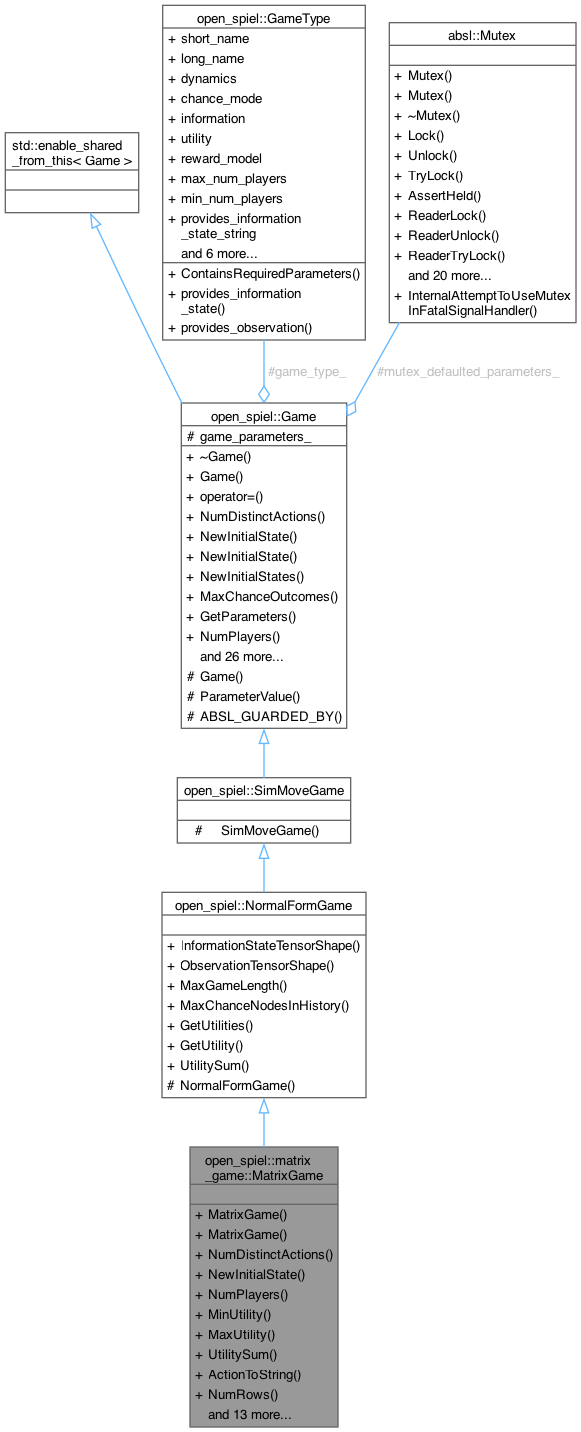 open_spiel::GameType
+ short_name
+ long_name
+ dynamics
+ chance_mode
+ information
+ utility
+ reward_model
+ max_num_players
+ min_num_players
+ provides_information
_state_string
and 6 more...
+ ContainsRequiredParameters()
+ provides_information
_state()
+ provides_observation()
absl::Mutex
+ Mutex()
+ Mutex()
+ ~Mutex()
+ Lock()
+ Unlock()
+ TryLock()
+ AssertHeld()
+ ReaderLock()
+ ReaderUnlock()
+ ReaderTryLock()
and 20 more...
+ InternalAttemptToUseMutex
InFatalSignalHandler()
std::enable_shared
_from_this< Game >
#game_type_
#mutex_defaulted_parameters_
open_spiel::Game
# game_parameters_
+ ~Game()
+ Game()
+ operator=()
+ NumDistinctActions()
+ NewInitialState()
+ NewInitialState()
+ NewInitialStates()
+ MaxChanceOutcomes()
+ GetParameters()
+ NumPlayers()
and 26 more...
# Game()
# ParameterValue()
# ABSL_GUARDED_BY()
open_spiel::SimMoveGame
# SimMoveGame()
open_spiel::NormalFormGame
+ InformationStateTensorShape()
+ ObservationTensorShape()
+ MaxGameLength()
+ MaxChanceNodesInHistory()
+ GetUtilities()
+ GetUtility()
+ UtilitySum()
# NormalFormGame()
open_spiel::matrix
_game::MatrixGame
+ MatrixGame()
+ MatrixGame()
+ NumDistinctActions()
+ NewInitialState()
+ NumPlayers()
+ MinUtility()
+ MaxUtility()
+ UtilitySum()
+ ActionToString()
+ NumRows()
and 13 more...